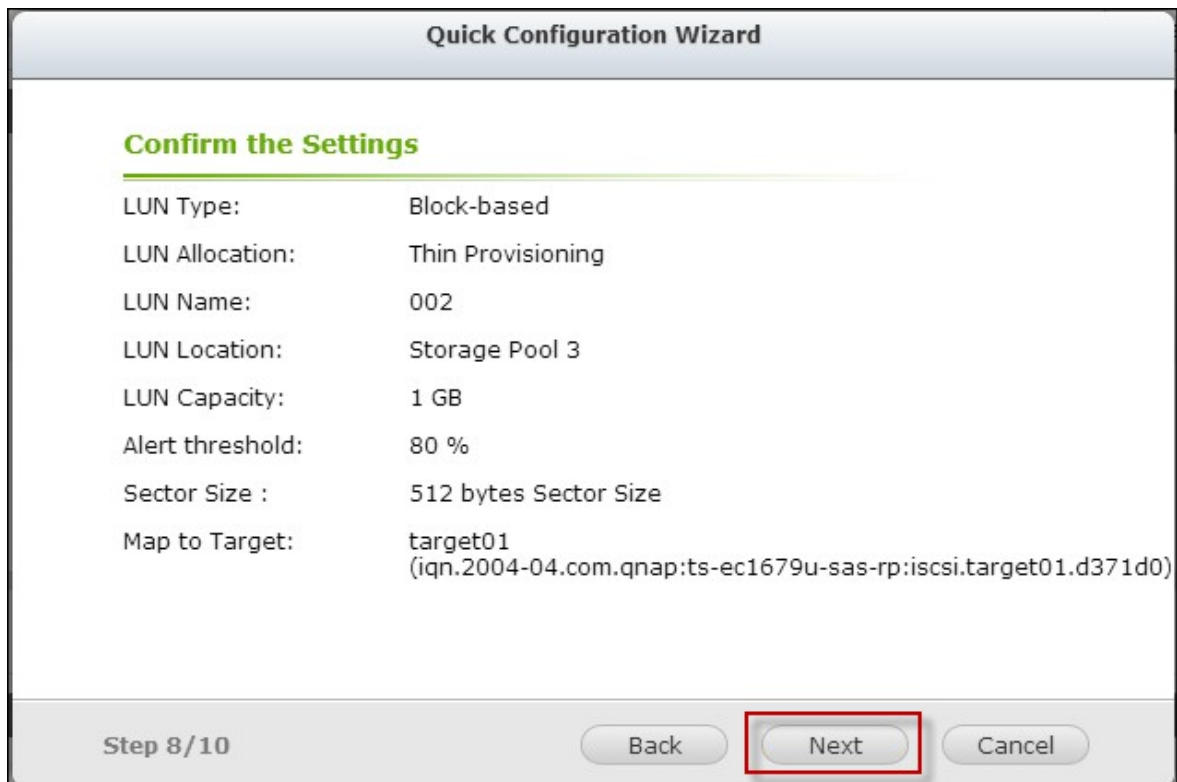 Quick Configuration Wizard
Confirm the Settings
LUN Type: Block-based
LUN Allocation: Thin Provisioning
LUN Name: 002
LUN Location: Storage Pool 3
LUN Capacity: 1 GB
Alert threshold: 80 %
Sector Size : 512 bytes Sector Size
Map to Target: target01
(iqn.2004-04.com.qnap:ts-ec1679u-sas-rp:iscsi.target01.d371d0)
Step 8/10 Back Next Cancel